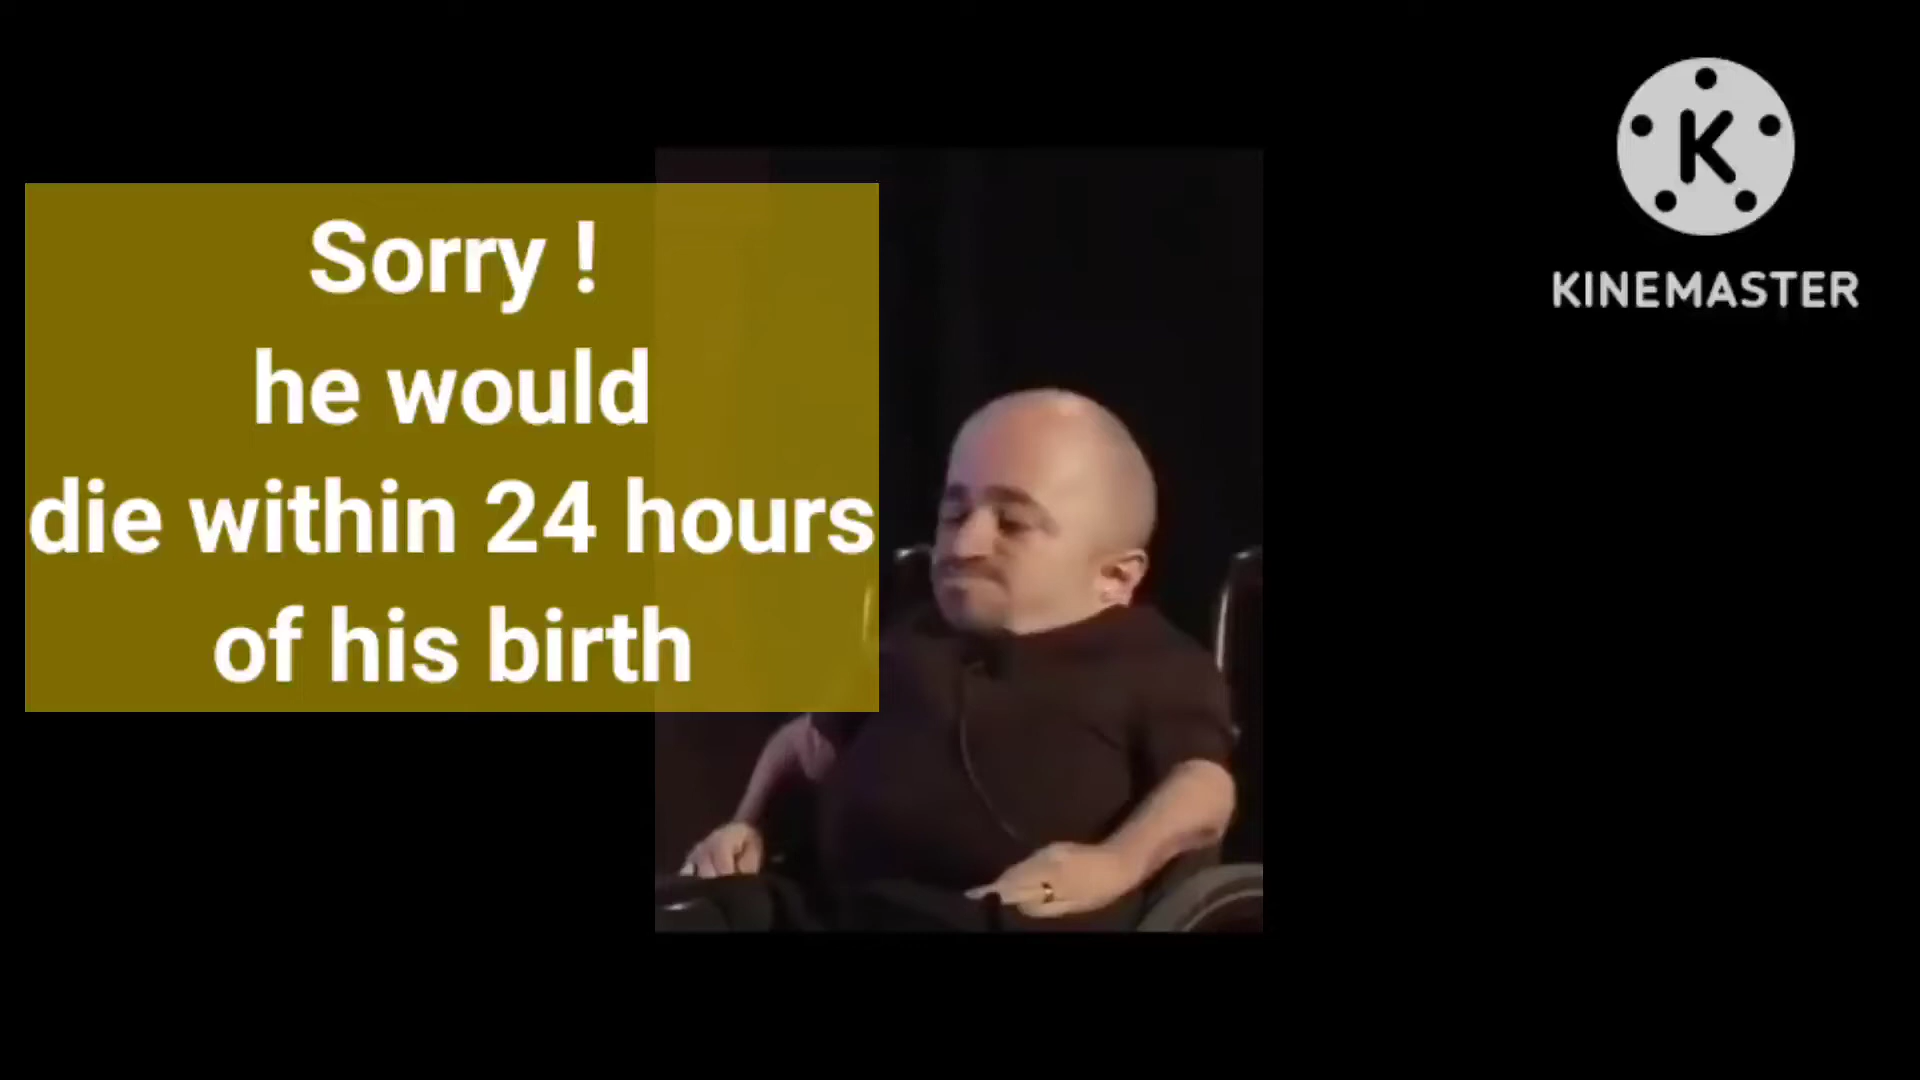 Sorry !
he would
die within 24 hours
of his birth
K
KINEMASTER